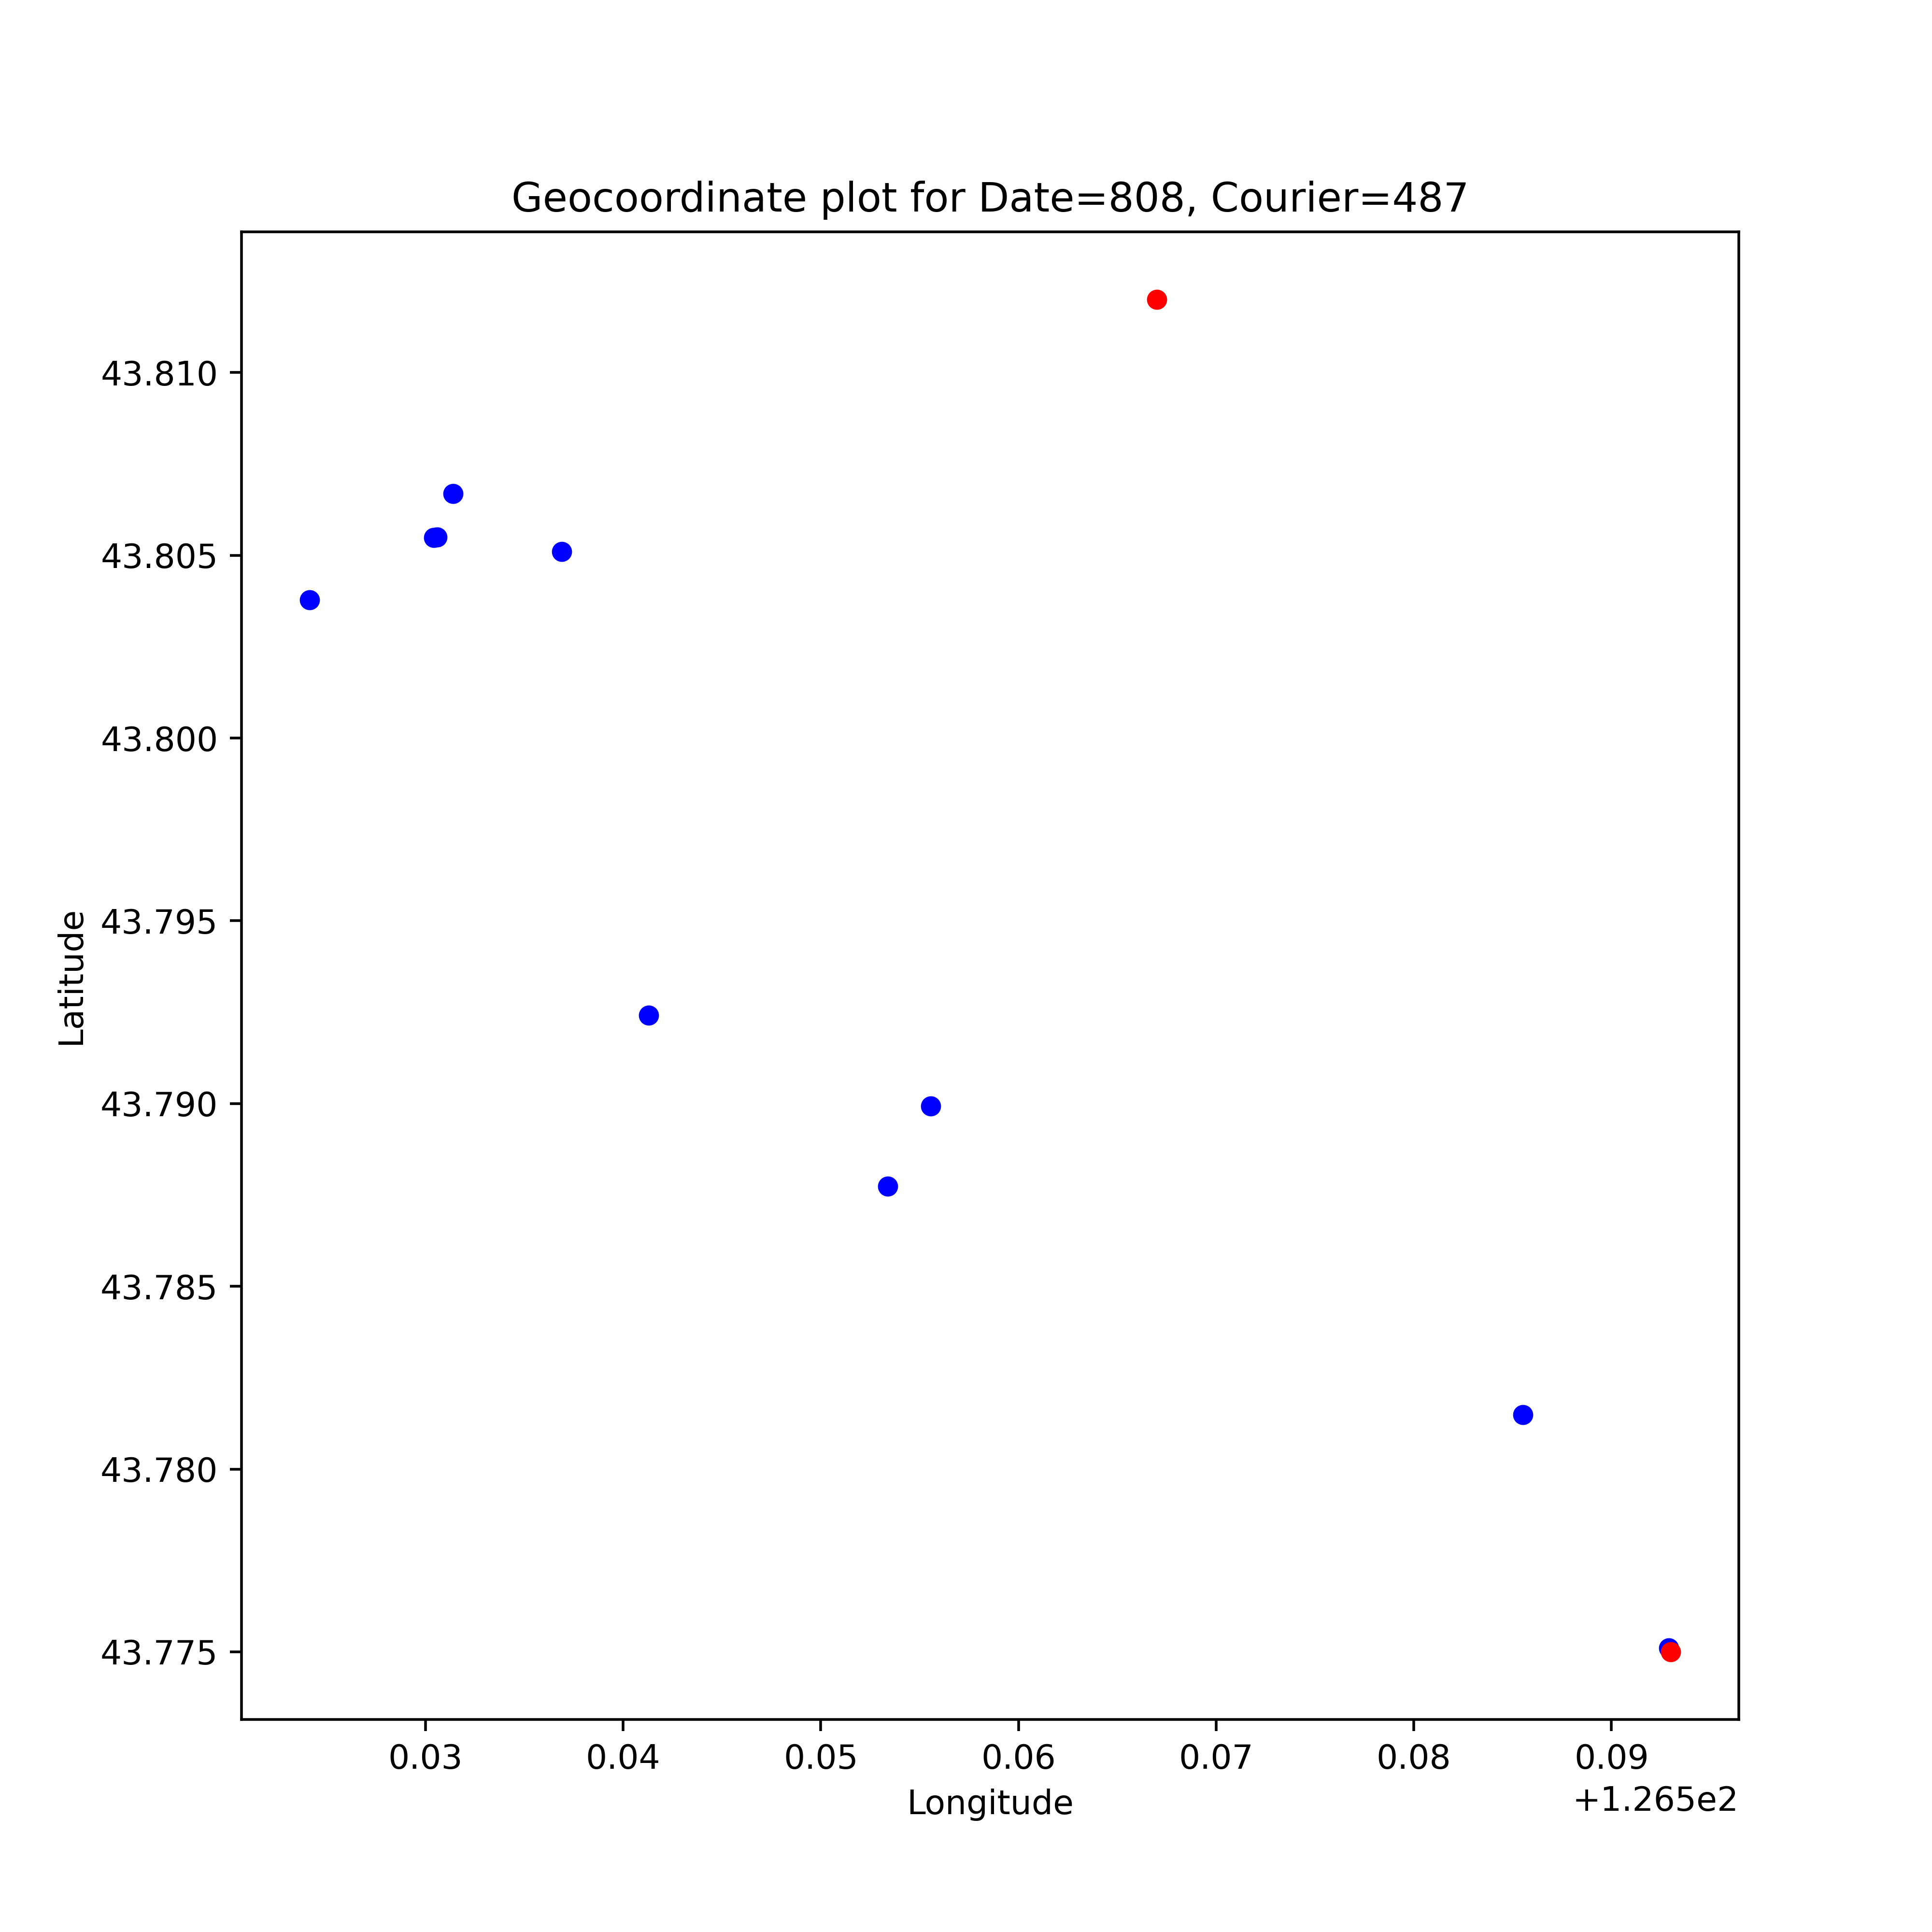 Geocoordinate plot for Date=808, Courier=487
43.810
43.805
43.800
43.795
43.790
43.785
43.780
43.775
Latitude
0.03 0.04 0.05 0.06 0.07 0.08 0.09
+1.265e2
Longitude